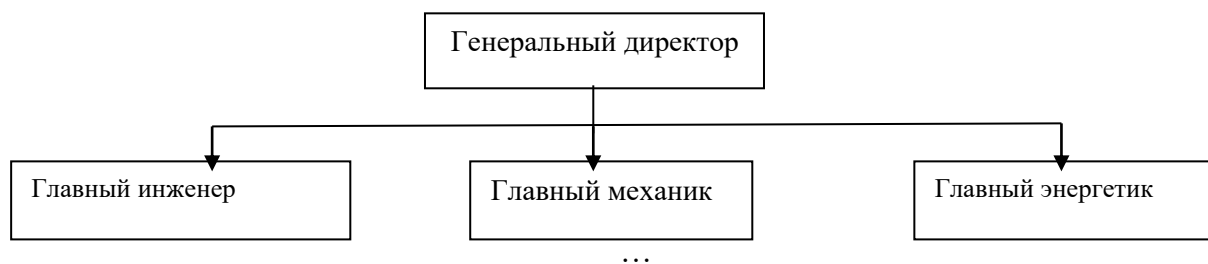 Генеральный директор
Главный инженер
Главный механик
Главный энергетик
…